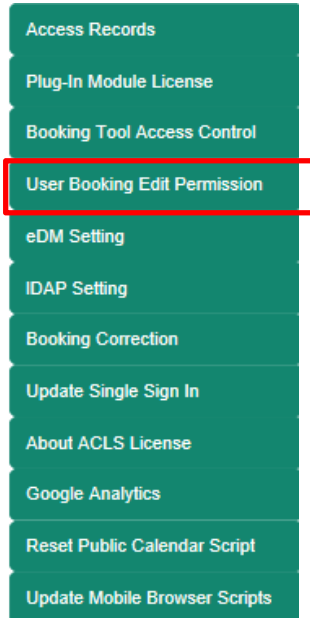 Access Records
Plug-In Module License
Booking Tool Access Control
User Booking Edit Permission
eDM Setting
IDAP Setting
Booking Correction
Update Single Sign In
About ACLS License
Google Analytics
Reset Public Calendar Script
Update Mobile Browser Scripts